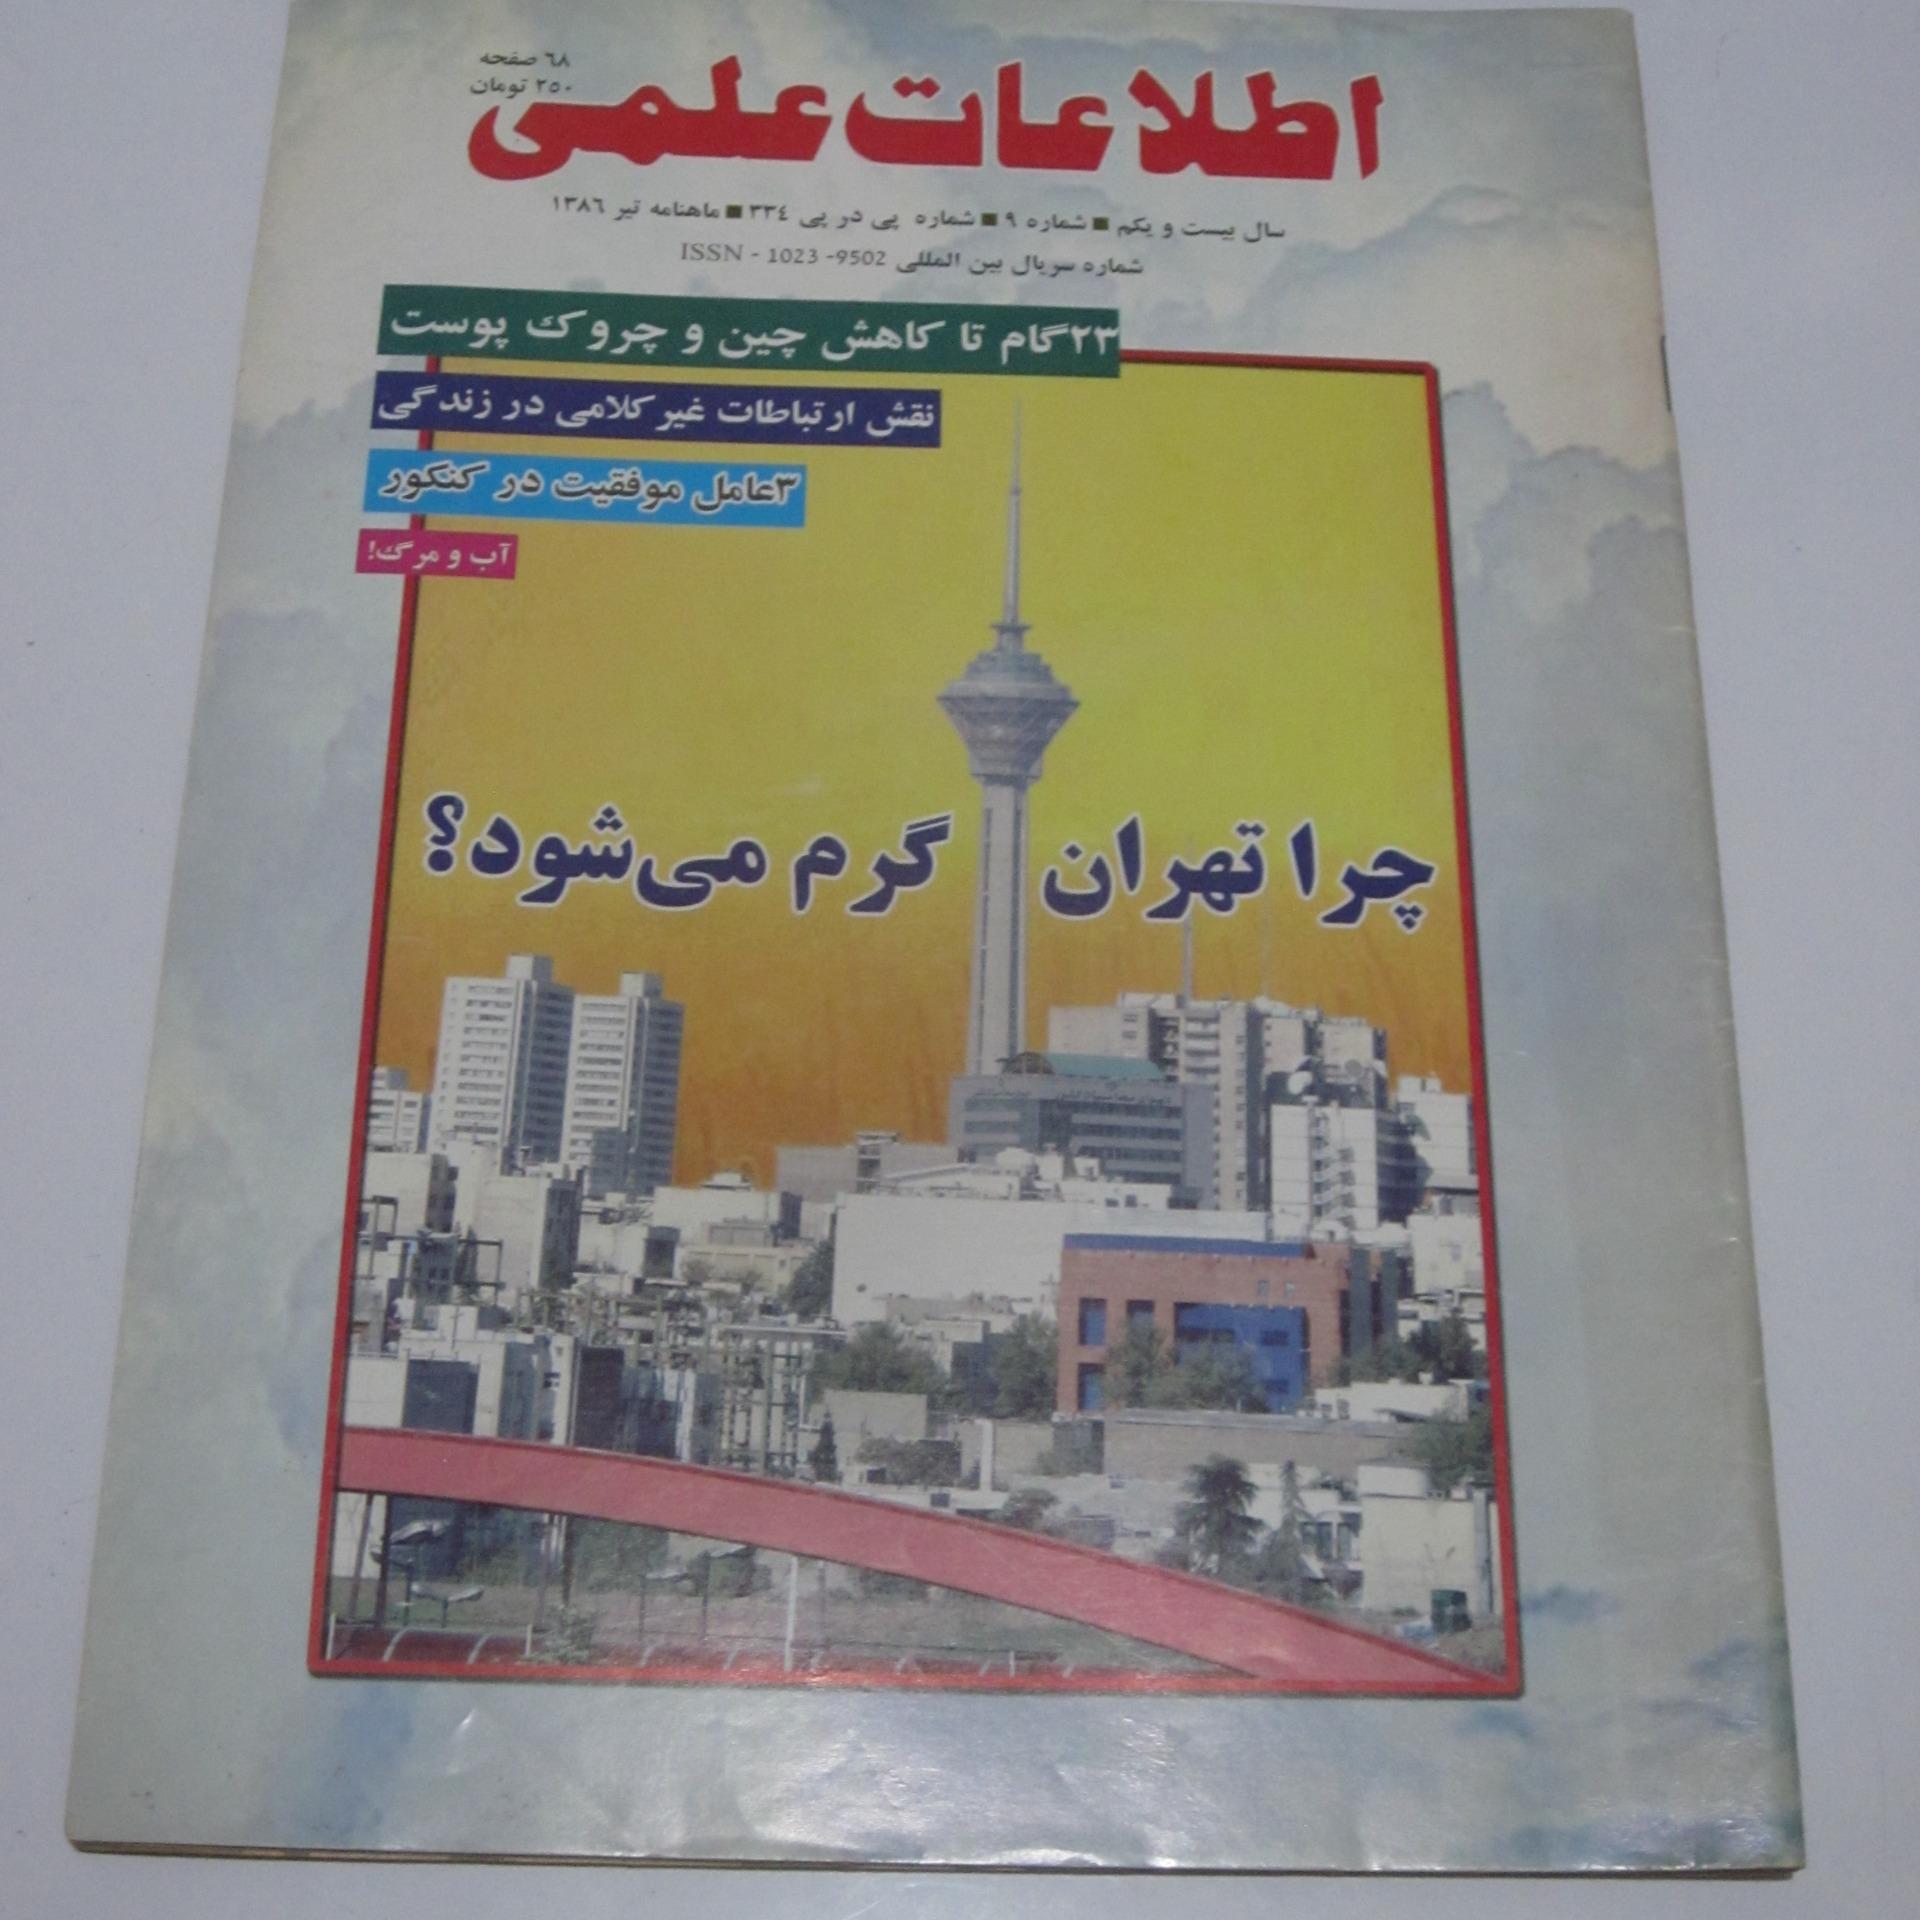 ۶۸ صفحه
۲۵۰ تومان
اطلاعات علمی
سال بیست و یکم ■ شماره ۹ ■ شماره پی در پی ۳۳۴ ■ ماهنامه تیر ۱۳۸۶
شماره سریال بین المللی ISSN - 1023 -9502
۲۳گام تا کاهش چین و چروک پوست
نقش ارتباطات غیرکلامی در زندگی
۳عامل موفقیت در کنکور
آب و مرگ!
چرا تهران گرم می‌شود؟